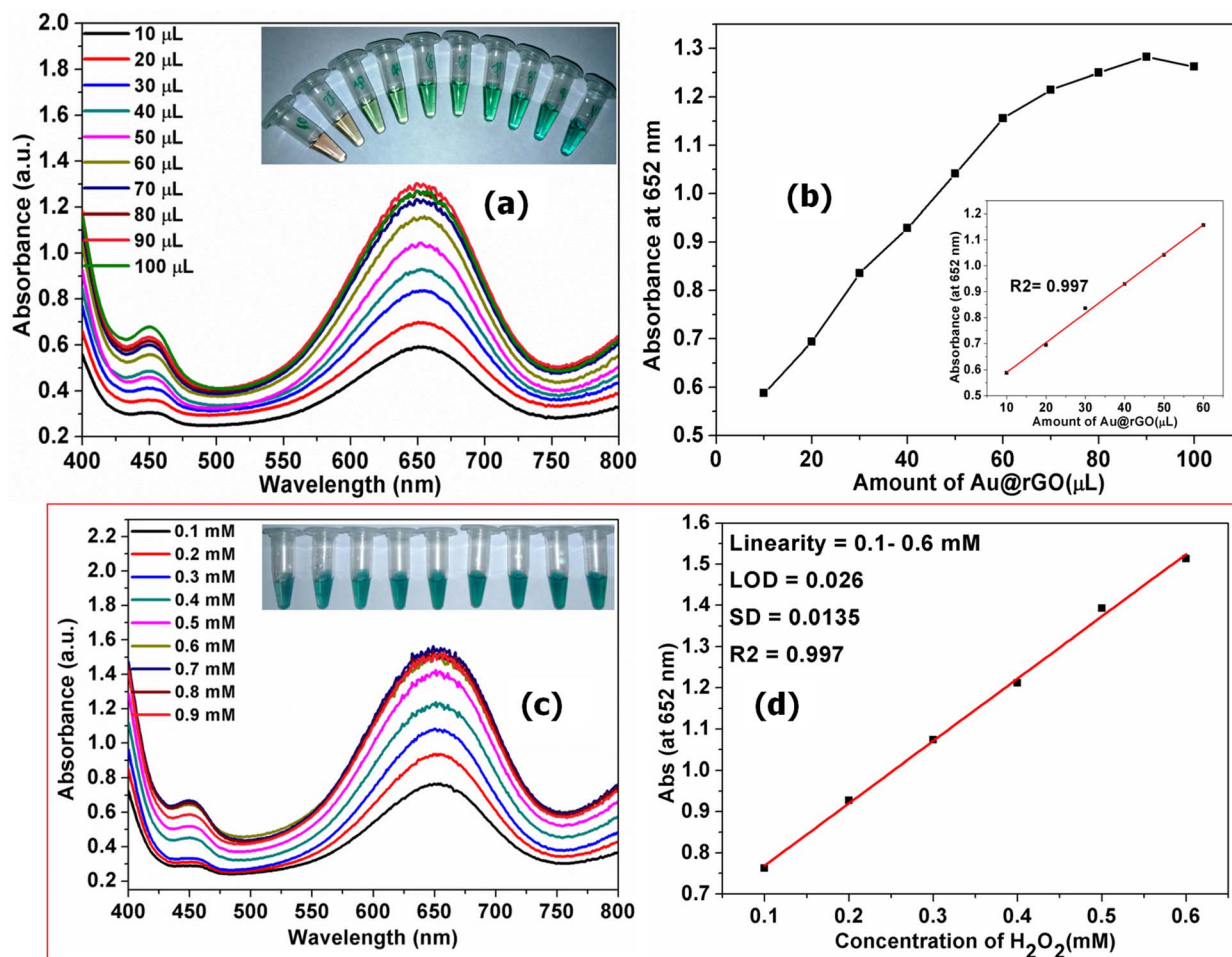 2.0
1.8
1.6
1.4
1.2
1.0
0.8
0.6
0.4
0.2
Absorbance (a.u.)
10 μL
20 μL
30 μL
40 μL
50 μL
60 μL
70 μL
80 μL
90 μL
100 μL
(a)
400 450 500 550 600 650 700 750 800
Wavelength (nm)
1.3
1.2
1.1
1.0
0.9
0.8
0.7
0.6
0.5
Absorbance at 652 nm
(b)
1.2
1.1
1.0
0.9
0.8
0.7
0.6
0.5
Absorbance (at 652 nm)
R2= 0.997
10 20 30 40 50 60
Amount of Au@rGO(μL)
0 20 40 60 80 100
Amount of Au@rGO(μL)
2.2
2.0
1.8
1.6
1.4
1.2
1.0
0.8
0.6
0.4
0.2
Absorbance (a.u.)
0.1 mM
0.2 mM
0.3 mM
0.4 mM
0.5 mM
0.6 mM
0.7 mM
0.8 mM
0.9 mM
(c)
400 450 500 550 600 650 700 750 800
Wavelength (nm)
1.6
1.5
1.4
1.3
1.2
1.1
1.0
0.9
0.8
0.7
Abs (at 652 nm)
Linearity = 0.1- 0.6 mM
LOD = 0.026
SD = 0.0135
R2 = 0.997
(d)
0.1 0.2 0.3 0.4 0.5 0.6
Concentration of H₂O₂(mM)